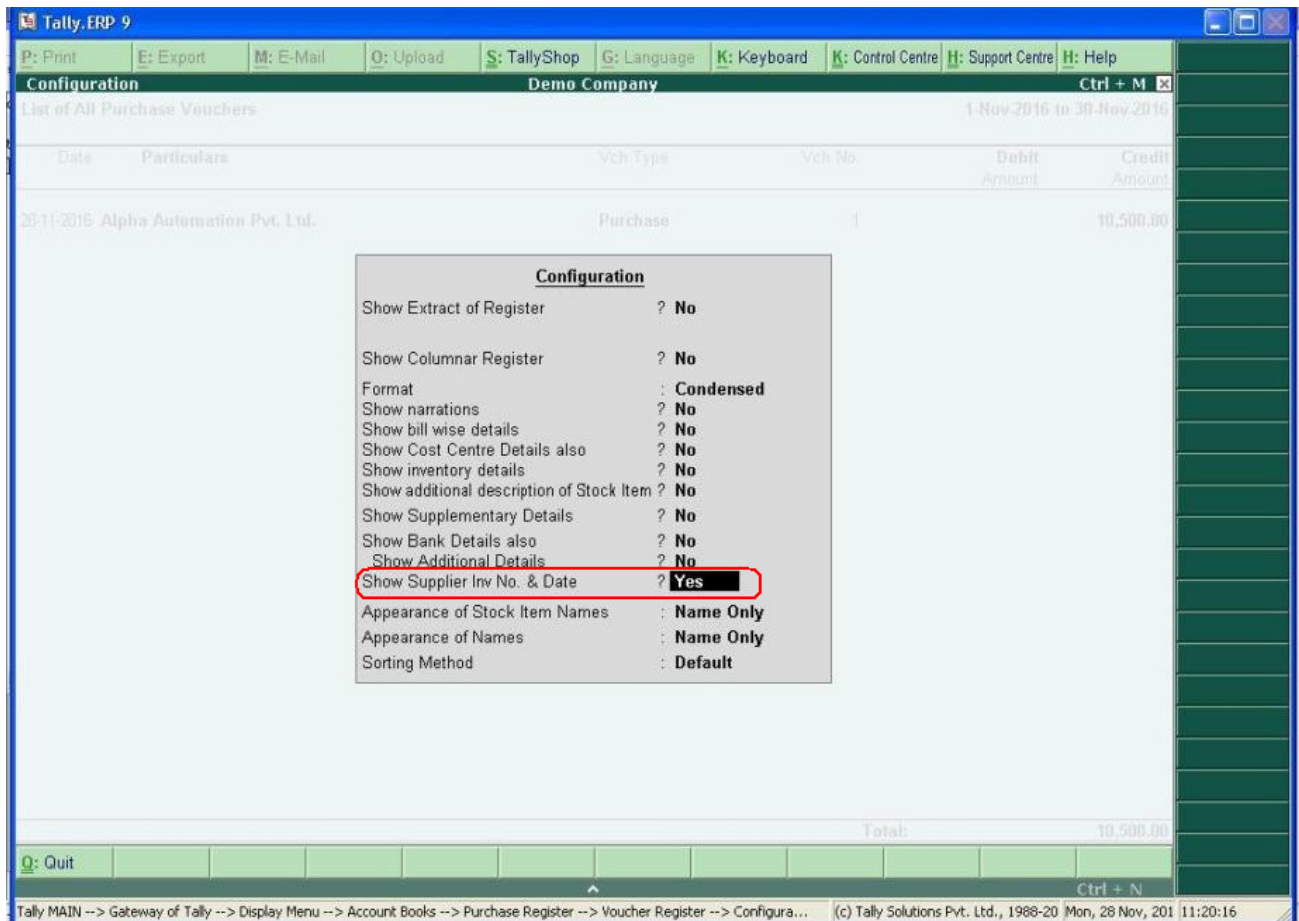 Tally.ERP 9
P: Print E: Export M: E-Mail O: Upload S: TallyShop G: Language K: Keyboard K: Control Centre H: Support Centre H: Help
Configuration Demo Company Ctrl + M
List of All Purchase Vouchers 1-Nov-2016 to 30-Nov-2016
Date Particulars Vch Type Vch No. Debit Credit
Amount Amount
28-11-2016 Alpha Automation Pvt. Ltd. Purchase 1 10,500.00
Configuration
Show Extract of Register ? No
Show Columnar Register ? No
Format : Condensed
Show narrations ? No
Show bill wise details ? No
Show Cost Centre Details also ? No
Show inventory details ? No
Show additional description of Stock Item ? No
Show Supplementary Details ? No
Show Bank Details also ? No
Show Additional Details ? No
Show Supplier Inv No. & Date ? Yes
Appearance of Stock Item Names : Name Only
Appearance of Names : Name Only
Sorting Method : Default
Total: 10,500.00
Q: Quit
Ctrl + N
Tally MAIN --> Gateway of Tally --> Display Menu --> Account Books --> Purchase Register --> Voucher Register --> Configura... (c) Tally Solutions Pvt. Ltd., 1988-20 Mon, 28 Nov, 201 11:20:16